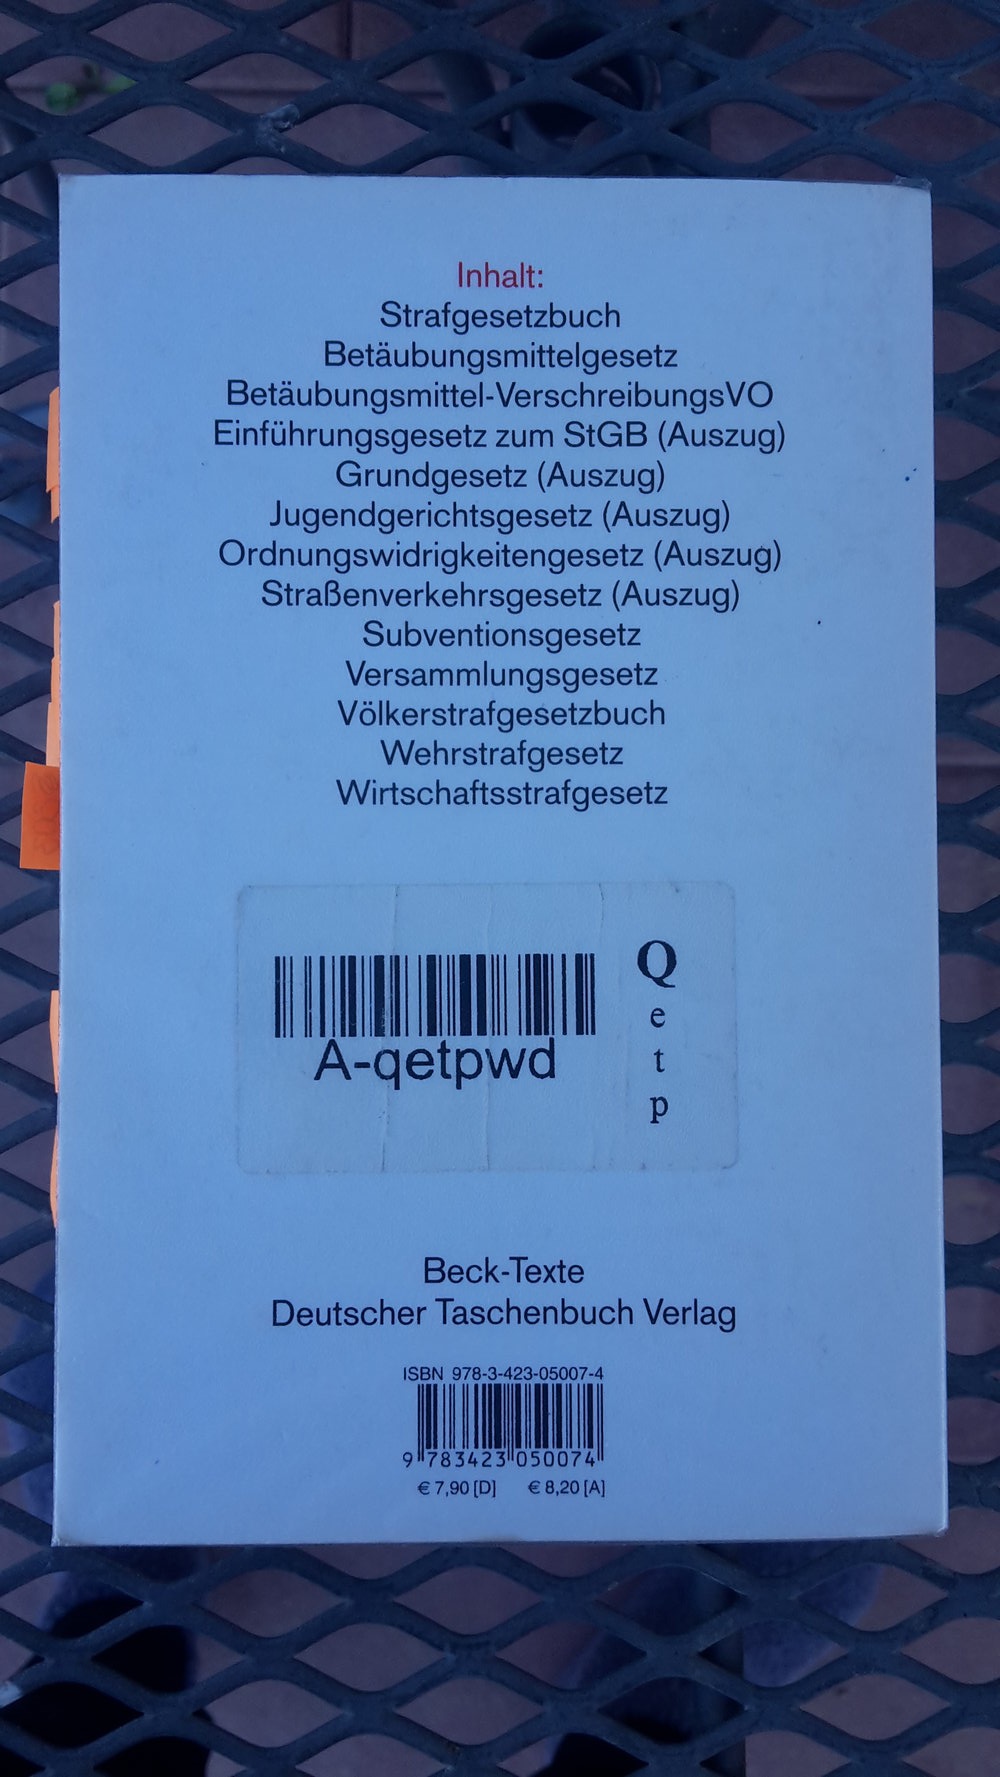 Inhalt:
Strafgesetzbuch
Betäubungsmittelgesetz
Betäubungsmittel-VerschreibungsVO
Einführungsgesetz zum StGB (Auszug)
Grundgesetz (Auszug)
Jugendgerichtsgesetz (Auszug)
Ordnungswidrigkeitengesetz (Auszug)
Straßenverkehrsgesetz (Auszug)
Subventionsgesetz
Versammlungsgesetz
Völkerstrafgesetzbuch
Wehrstrafgesetz
Wirtschaftsstrafgesetz
A-qetpwd
Q
e
t
p
Beck-Texte
Deutscher Taschenbuch Verlag
ISBN 978-3-423-05007-4
9 783423 050074
€ 7,90 [D] € 8,20 [A]